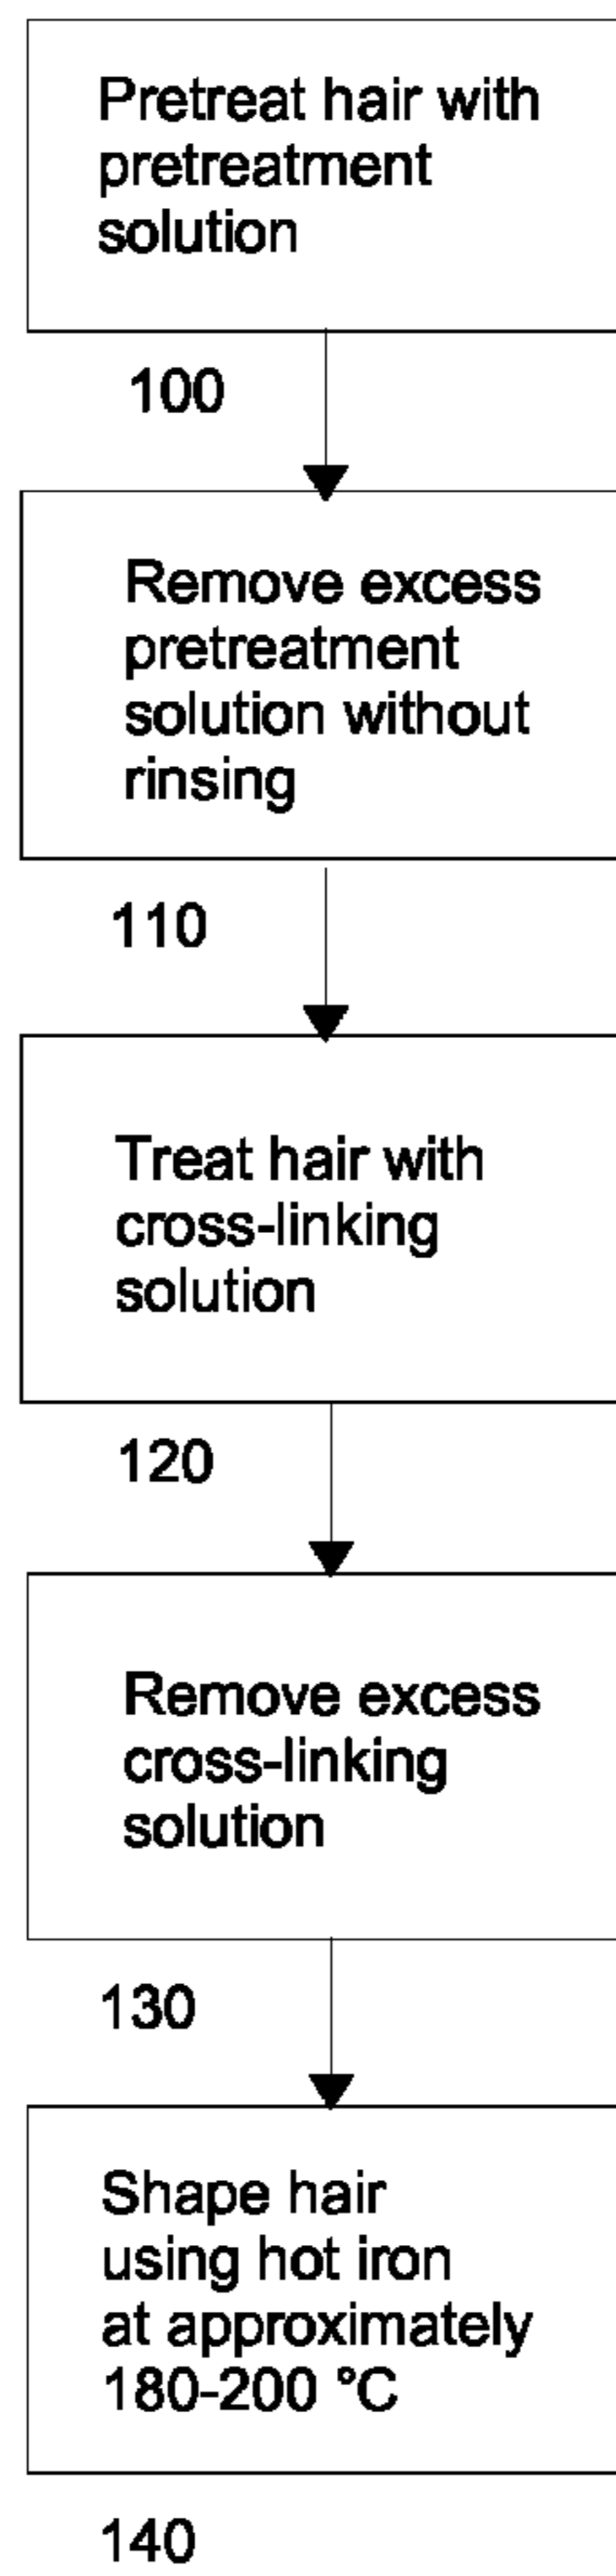 Pretreat hair with
pretreatment
solution
100
Remove excess
pretreatment
solution without
rinsing
110
Treat hair with
cross-linking
solution
120
Remove excess
cross-linking
solution
130
Shape hair
using hot iron
at approximately
180-200 °C
140